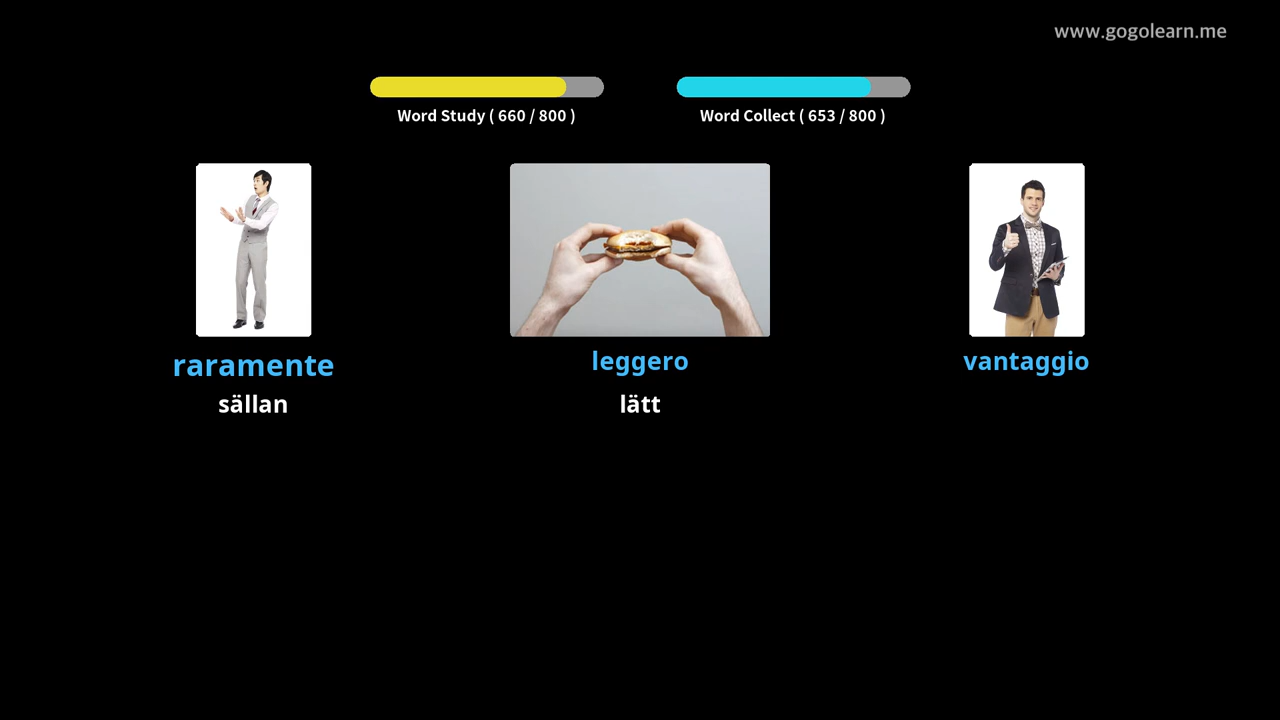 www.gogolearn.me
Word Study ( 660 / 800 )
Word Collect ( 653 / 800 )
raramente
sällan
leggero
lätt
vantaggio